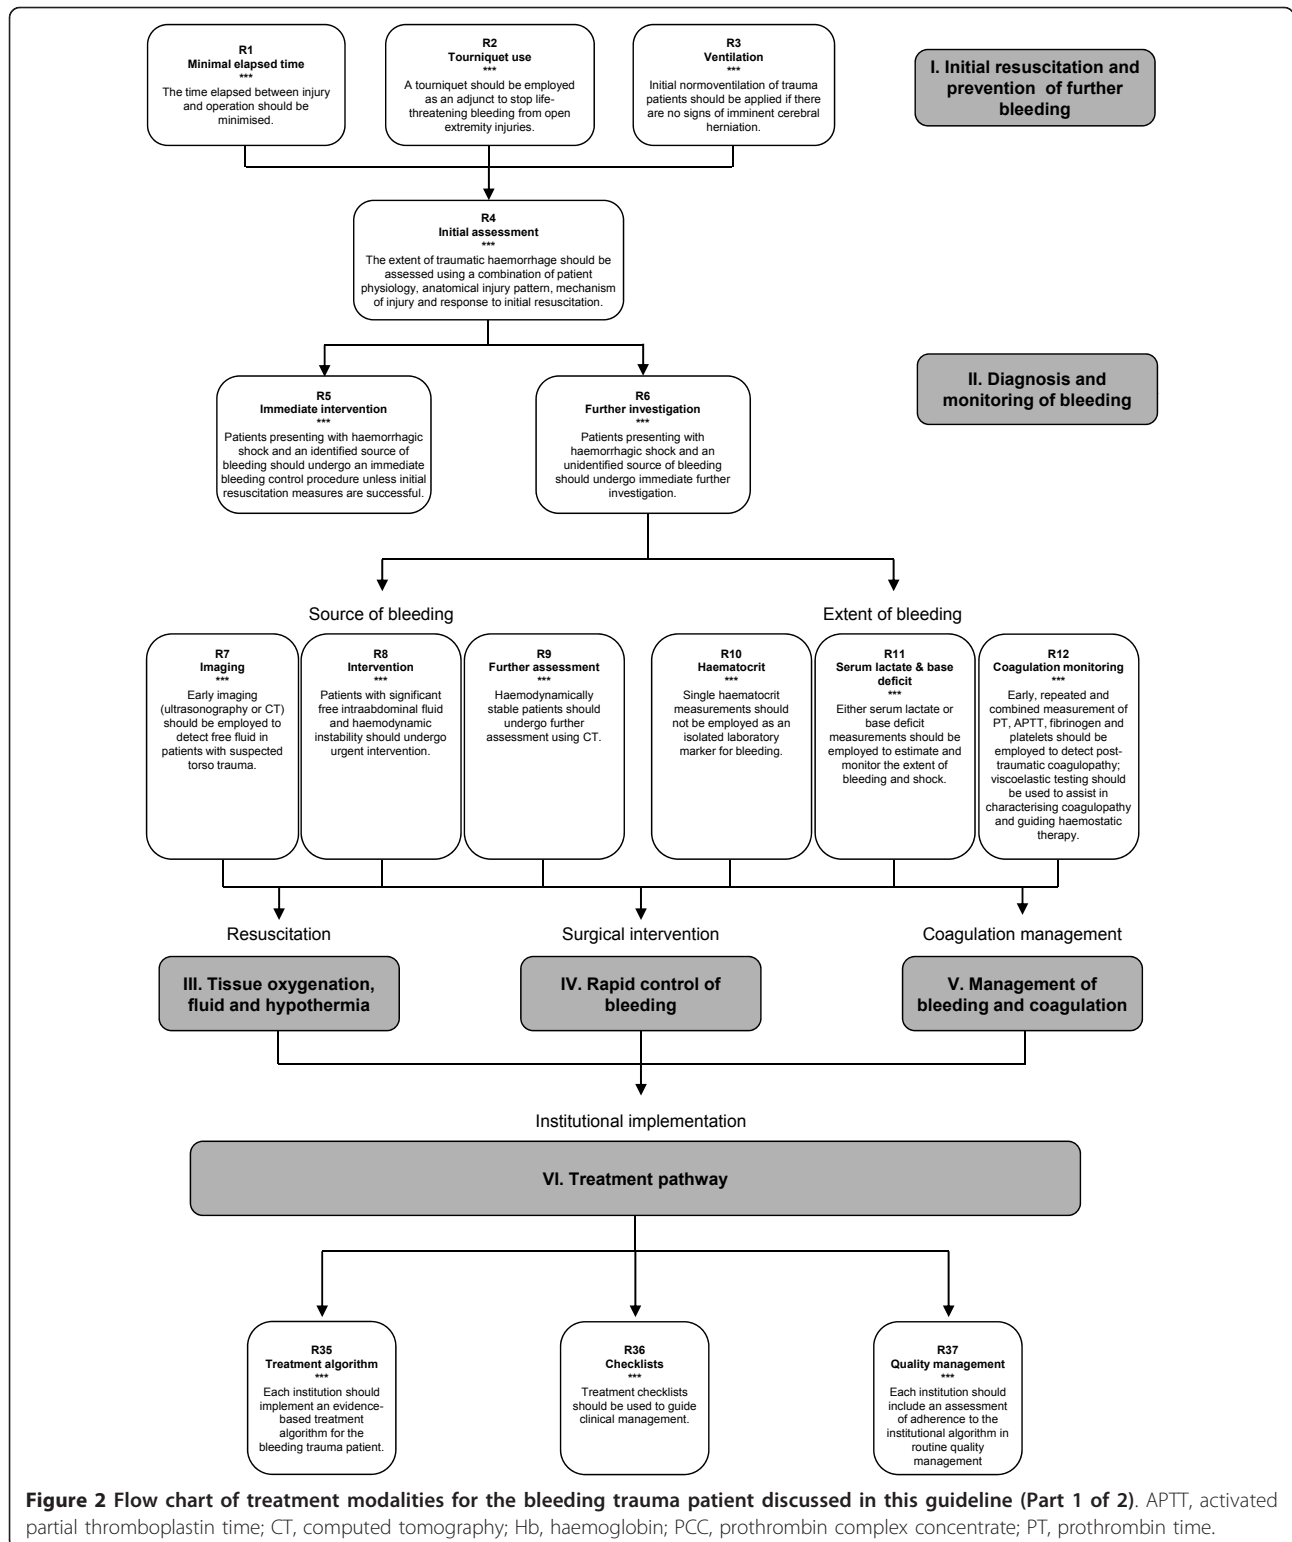 R1
Minimal elapsed time
***
The time elapsed between injury
and operation should be
minimised.
R2
Tourniquet use
***
A tourniquet should be employed
as an adjunct to stop life-
threatening bleeding from open
extremity injuries.
R3
Ventilation
***
Initial normoventilation of trauma
patients should be applied if there
are no signs of imminent cerebral
herniation.
I. Initial resuscitation and
prevention of further
bleeding
R4
Initial assessment
***
The extent of traumatic haemorrhage should be
assessed using a combination of patient
physiology, anatomical injury pattern, mechanism
of injury and response to initial resuscitation.
II. Diagnosis and
monitoring of bleeding
R5
Immediate intervention
***
Patients presenting with haemorrhagic
shock and an identified source of
bleeding should undergo an immediate
bleeding control procedure unless initial
resuscitation measures are successful.
R6
Further investigation
***
Patients presenting with
haemorrhagic shock and an
unidentified source of bleeding
should undergo immediate further
investigation.
Source of bleeding
Extent of bleeding
R7
Imaging
***
Early imaging
(ultrasonography or CT)
should be employed to
detect free fluid in
patients with suspected
torso trauma.
R8
Intervention
***
Patients with significant
free intraabdominal fluid
and haemodynamic
instability should undergo
urgent intervention.
R9
Further assessment
***
Haemodynamically
stable patients should
undergo further
assessment using CT.
R10
Haematocrit
***
Single haematocrit
measurements should
not be employed as an
isolated laboratory
marker for bleeding.
R11
Serum lactate & base
deficit
***
Either serum lactate or
base deficit
measurements should be
employed to estimate and
monitor the extent of
bleeding and shock.
R12
Coagulation monitoring
***
Early, repeated and
combined measurement of
PT, APTT, fibrinogen and
platelets should be
employed to detect post-
traumatic coagulopathy;
viscoelastic testing should
be used to assist in
characterising coagulopathy
and guiding haemostatic
therapy.
Resuscitation
Surgical intervention
Coagulation management
III. Tissue oxygenation,
fluid and hypothermia
IV. Rapid control of
bleeding
V. Management of
bleeding and coagulation
Institutional implementation
VI. Treatment pathway
R35
Treatment algorithm
***
Each institution should
implement an evidence-
based treatment
algorithm for the
bleeding trauma patient.
R36
Checklists
***
Treatment checklists
should be used to guide
clinical management.
R37
Quality management
***
Each institution should
include an assessment
of adherence to the
institutional algorithm in
routine quality
management
Figure 2 Flow chart of treatment modalities for the bleeding trauma patient discussed in this guideline (Part 1 of 2). APTT, activated
partial thromboplastin time; CT, computed tomography; Hb, haemoglobin; PCC, prothrombin complex concentrate; PT, prothrombin time.